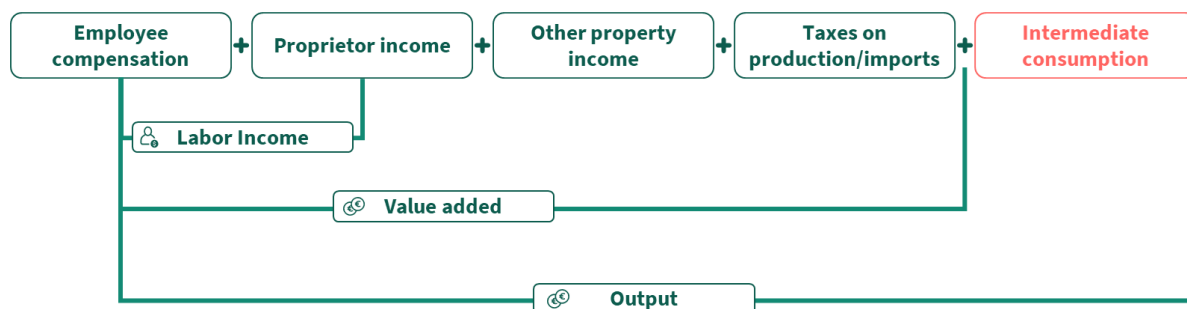 Employee
compensation
+
Proprietor income
+
Other property
income
+
Taxes on
production/imports
+
Intermediate
consumption
Labor Income
Value added
Output